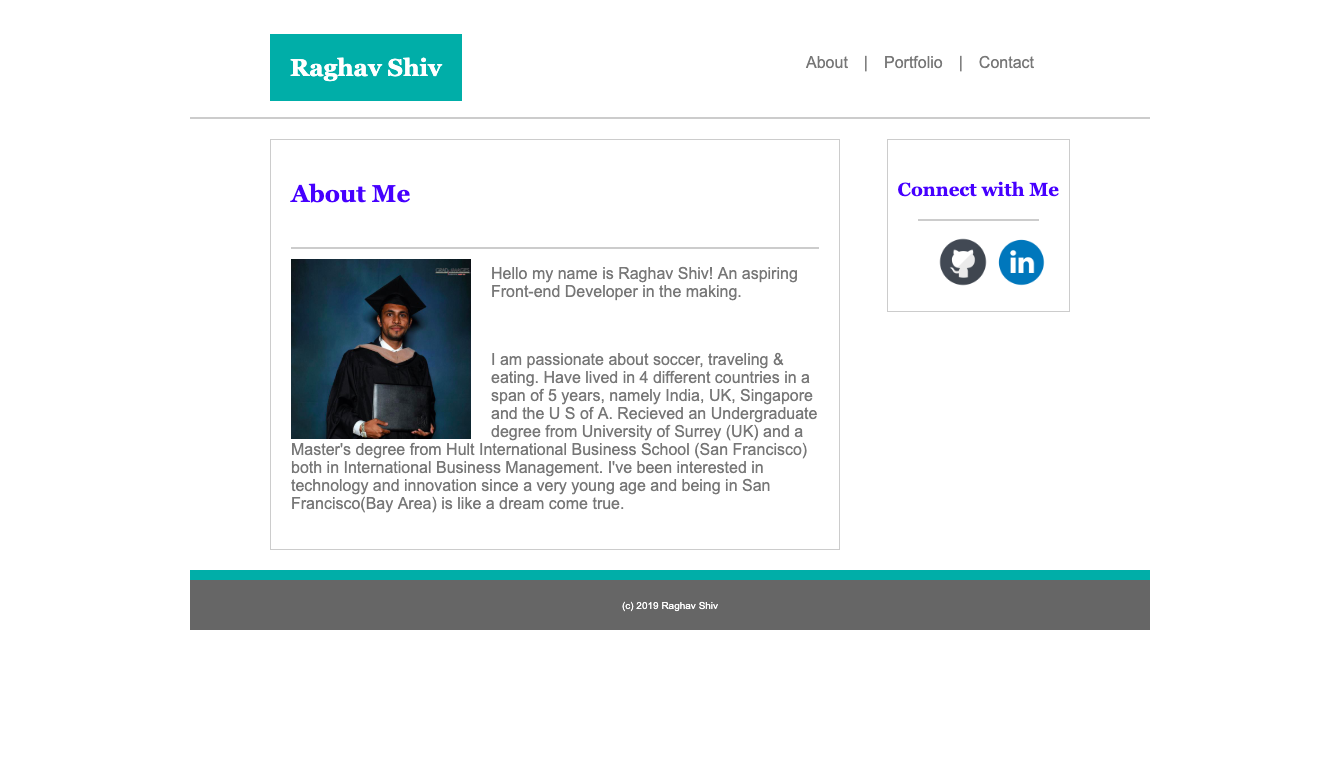 Raghav Shiv
About | Portfolio | Contact
About Me
Hello my name is Raghav Shiv! An aspiring
Front-end Developer in the making.
I am passionate about soccer, traveling &
eating. Have lived in 4 different countries in a
span of 5 years, namely India, UK, Singapore
and the U S of A. Recieved an Undergraduate
degree from University of Surrey (UK) and a
Master's degree from Hult International Business School (San Francisco)
both in International Business Management. I've been interested in
technology and innovation since a very young age and being in San
Francisco(Bay Area) is like a dream come true.
Connect with Me
in
(c) 2019 Raghav Shiv